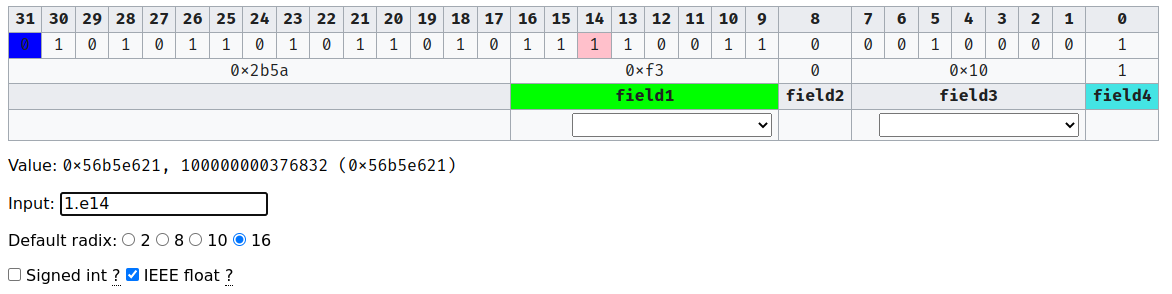 31 30 29 28 27 26 25 24 23 22 21 20 19 18 17 16 15 14 13 12 11 10 9 8 7 6 5 4 3 2 1 0
0 1 0 1 0 1 1 0 1 0 1 1 0 1 0 1 1 1 1 0 0 1 1 0 0 0 1 0 0 0 0 1
0x2b5a 0xf3 0 0x10 1
field1 field2 field3 field4
Value: 0x56b5e621, 100000000376832 (0x56b5e621)
Input: 1.e14
Default radix: 2 8 10 16
Signed int ? IEEE float ?